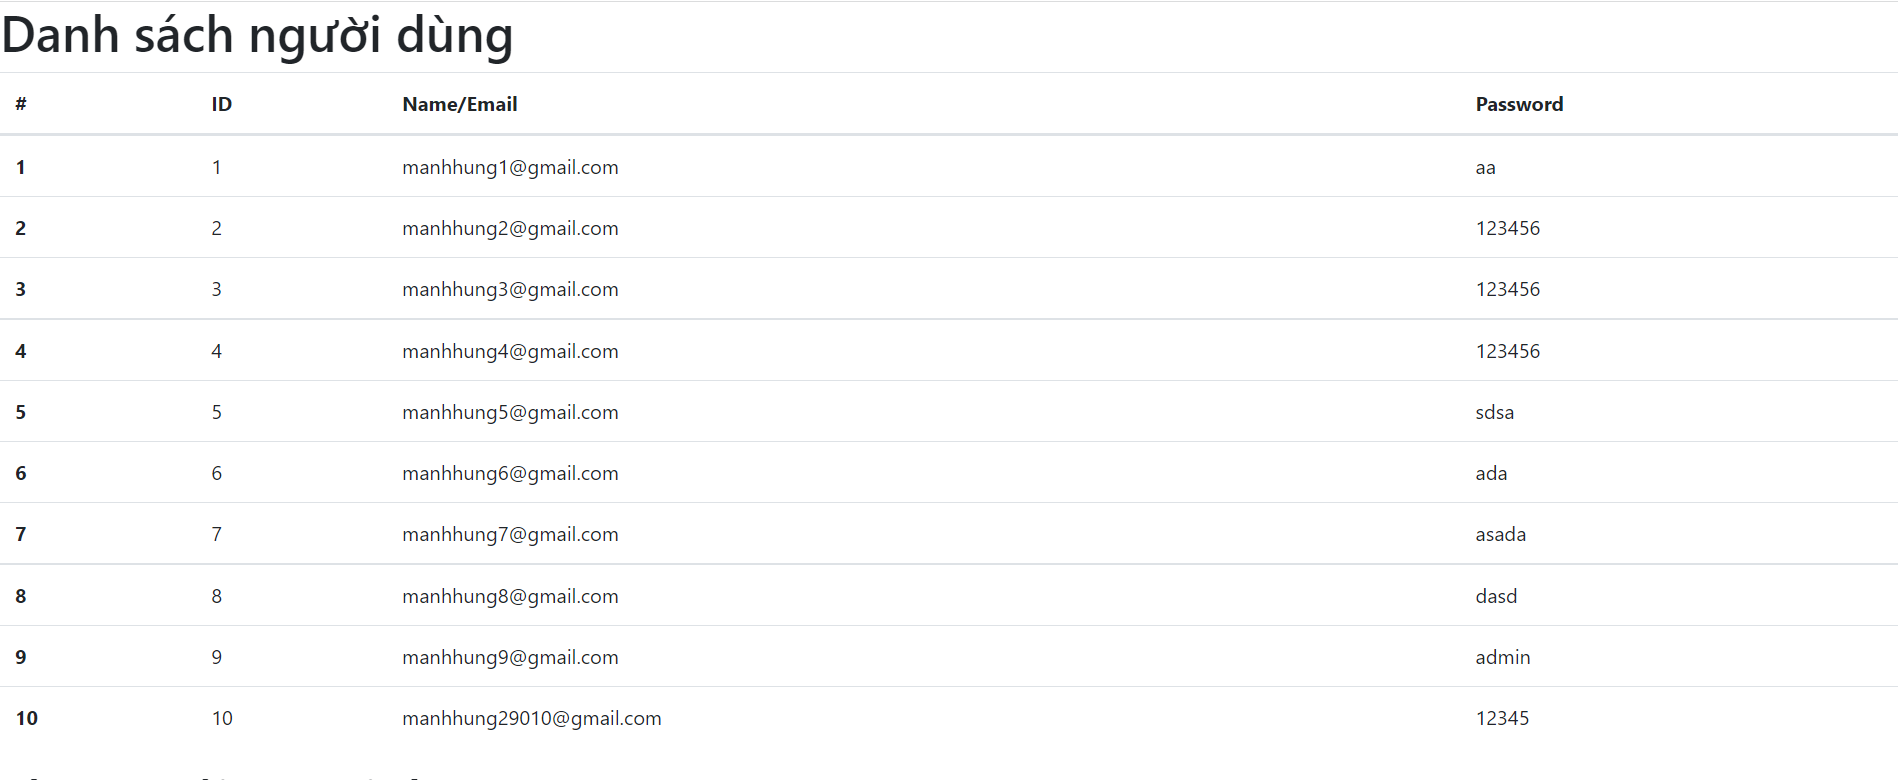 Danh sách người dùng
# ID Name/Email Password
1 1 manhhung1@gmail.com aa
2 2 manhhung2@gmail.com 123456
3 3 manhhung3@gmail.com 123456
4 4 manhhung4@gmail.com 123456
5 5 manhhung5@gmail.com sdsa
6 6 manhhung6@gmail.com ada
7 7 manhhung7@gmail.com asada
8 8 manhhung8@gmail.com dasd
9 9 manhhung9@gmail.com admin
10 10 manhhung29010@gmail.com 12345